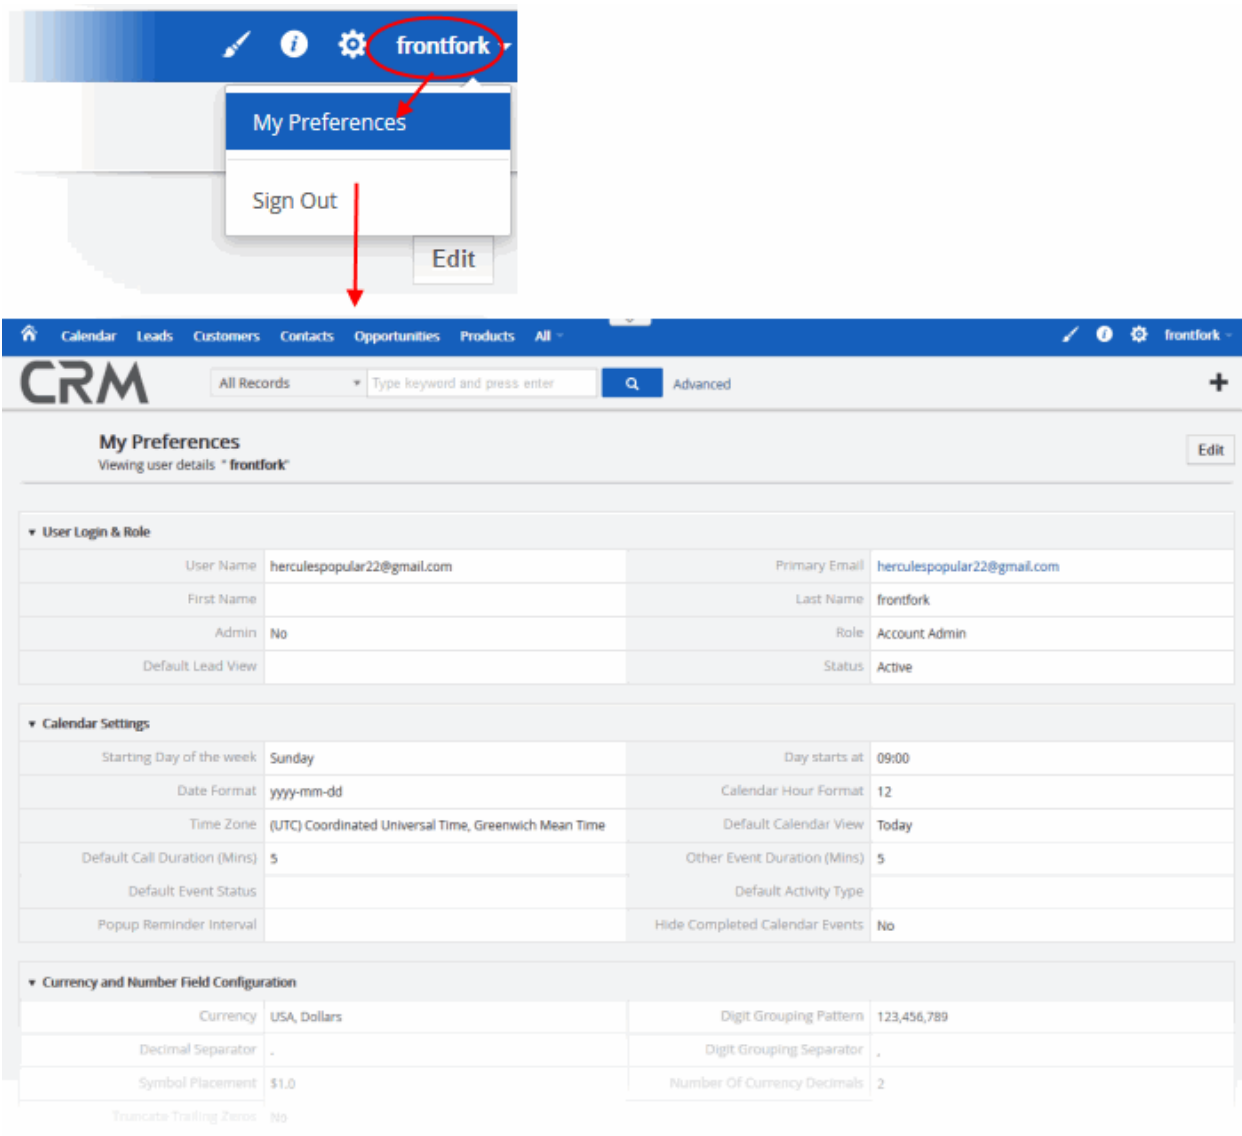 frontfork
My Preferences
Sign Out
Edit
Calendar Leads Customers Contacts Opportunities Products All frontfork
CRM All Records Type keyword and press enter Advanced
My Preferences
Viewing user details " frontfork"
Edit
User Login & Role
User Name herculespopular22@gmail.com Primary Email herculespopular22@gmail.com
First Name Last Name frontfork
Admin No Role Account Admin
Default Lead View Status Active
Calendar Settings
Starting Day of the week Sunday Day starts at 09:00
Date Format yyyy-mm-dd Calendar Hour Format 12
Time Zone (UTC) Coordinated Universal Time, Greenwich Mean Time Default Calendar View Today
Default Call Duration (Mins) 5 Other Event Duration (Mins) 5
Default Event Status Default Activity Type
Popup Reminder Interval Hide Completed Calendar Events No
Currency and Number Field Configuration
Currency USA, Dollars Digit Grouping Pattern 123,456,789
Decimal Separator . Digit Grouping Separator ,
Symbol Placement $1.0 Number Of Currency Decimals 2
Truncate Trailing Zeros No